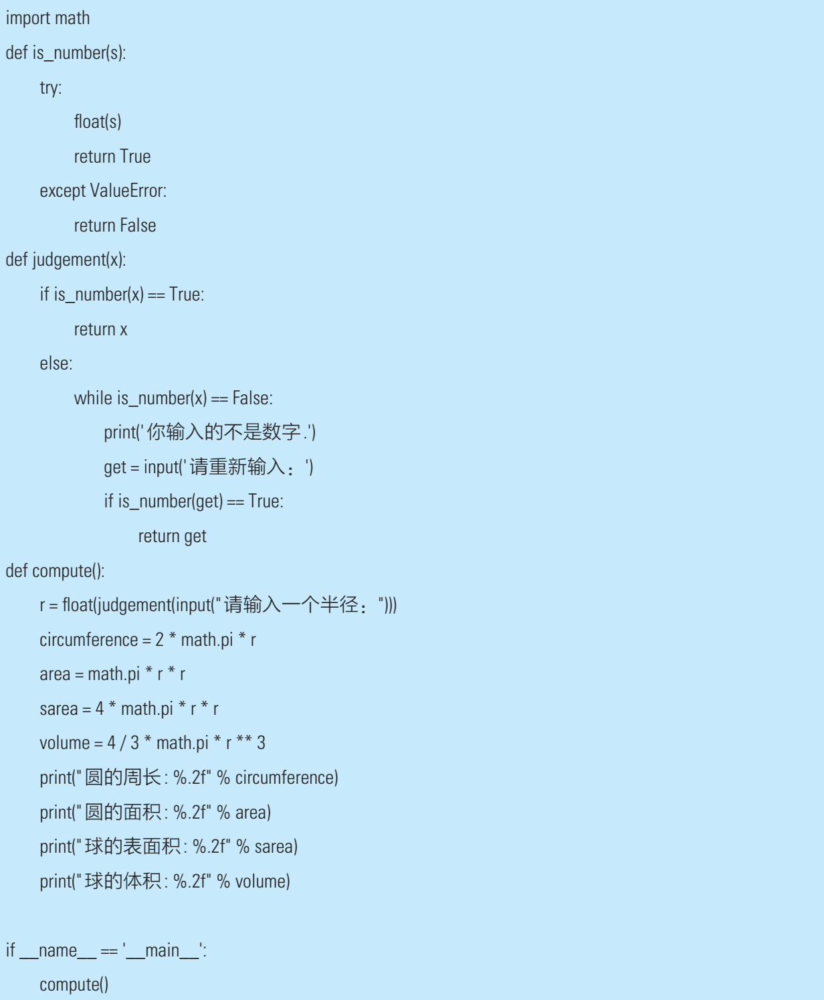 import math
def is_number(s):
    try:
        float(s)
        return True
    except ValueError:
        return False
def judgement(x):
    if is_number(x) == True:
        return x
    else:
        while is_number(x) == False:
            print('你输入的不是数字.')
            get = input('请重新输入：')
            if is_number(get) == True:
                return get
def compute():
    r = float(judgement(input("请输入一个半径：")))
    circumference = 2 * math.pi * r
    area = math.pi * r * r
    sarea = 4 * math.pi * r * r
    volume = 4 / 3 * math.pi * r ** 3
    print("圆的周长: %.2f" % circumference)
    print("圆的面积: %.2f" % area)
    print("球的表面积: %.2f" % sarea)
    print("球的体积: %.2f" % volume)

if __name__ == '__main__':
    compute()